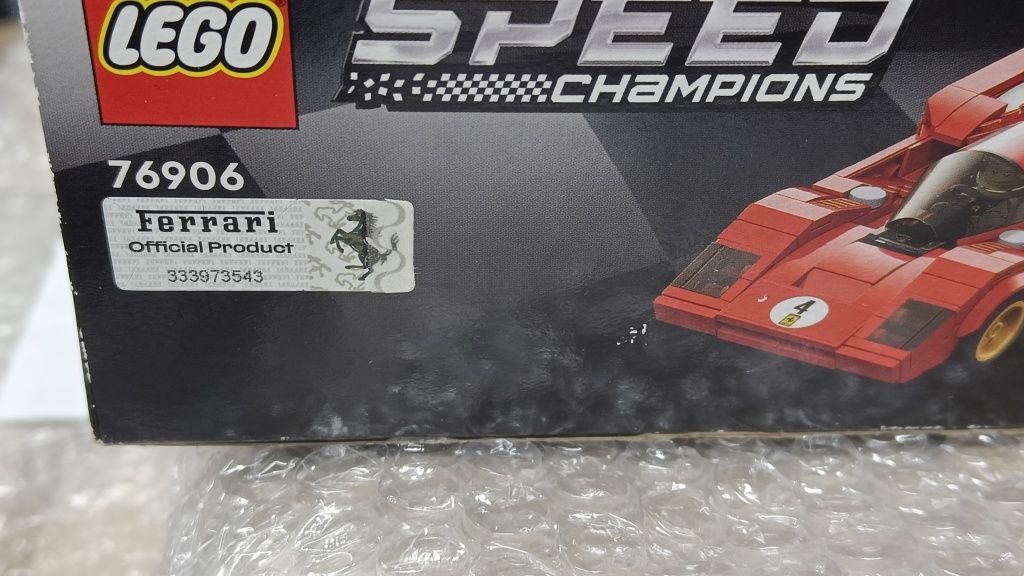 LEGO
SPEED
CHAMPIONS
76906
Ferrari
Official Product
333973543
4